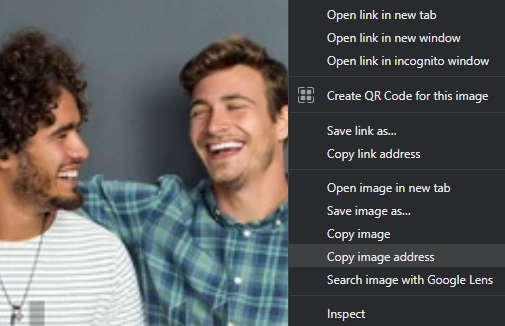 Open link in new tab
Open link in new window
Open link in incognito window
Create QR Code for this image
Save link as...
Copy link address
Open image in new tab
Save image as...
Copy image
Copy image address
Search image with Google Lens
Inspect